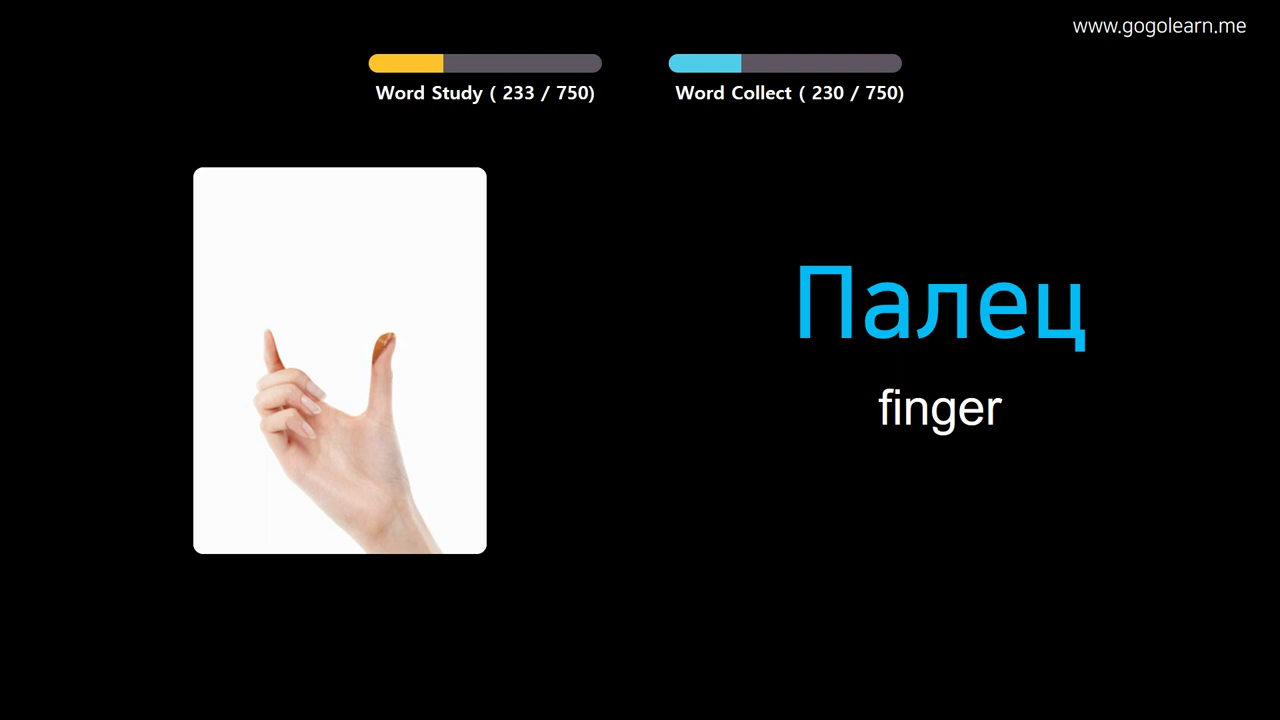 www.gogolearn.me
Word Study ( 233 / 750)
Word Collect ( 230 / 750)
Палец
finger